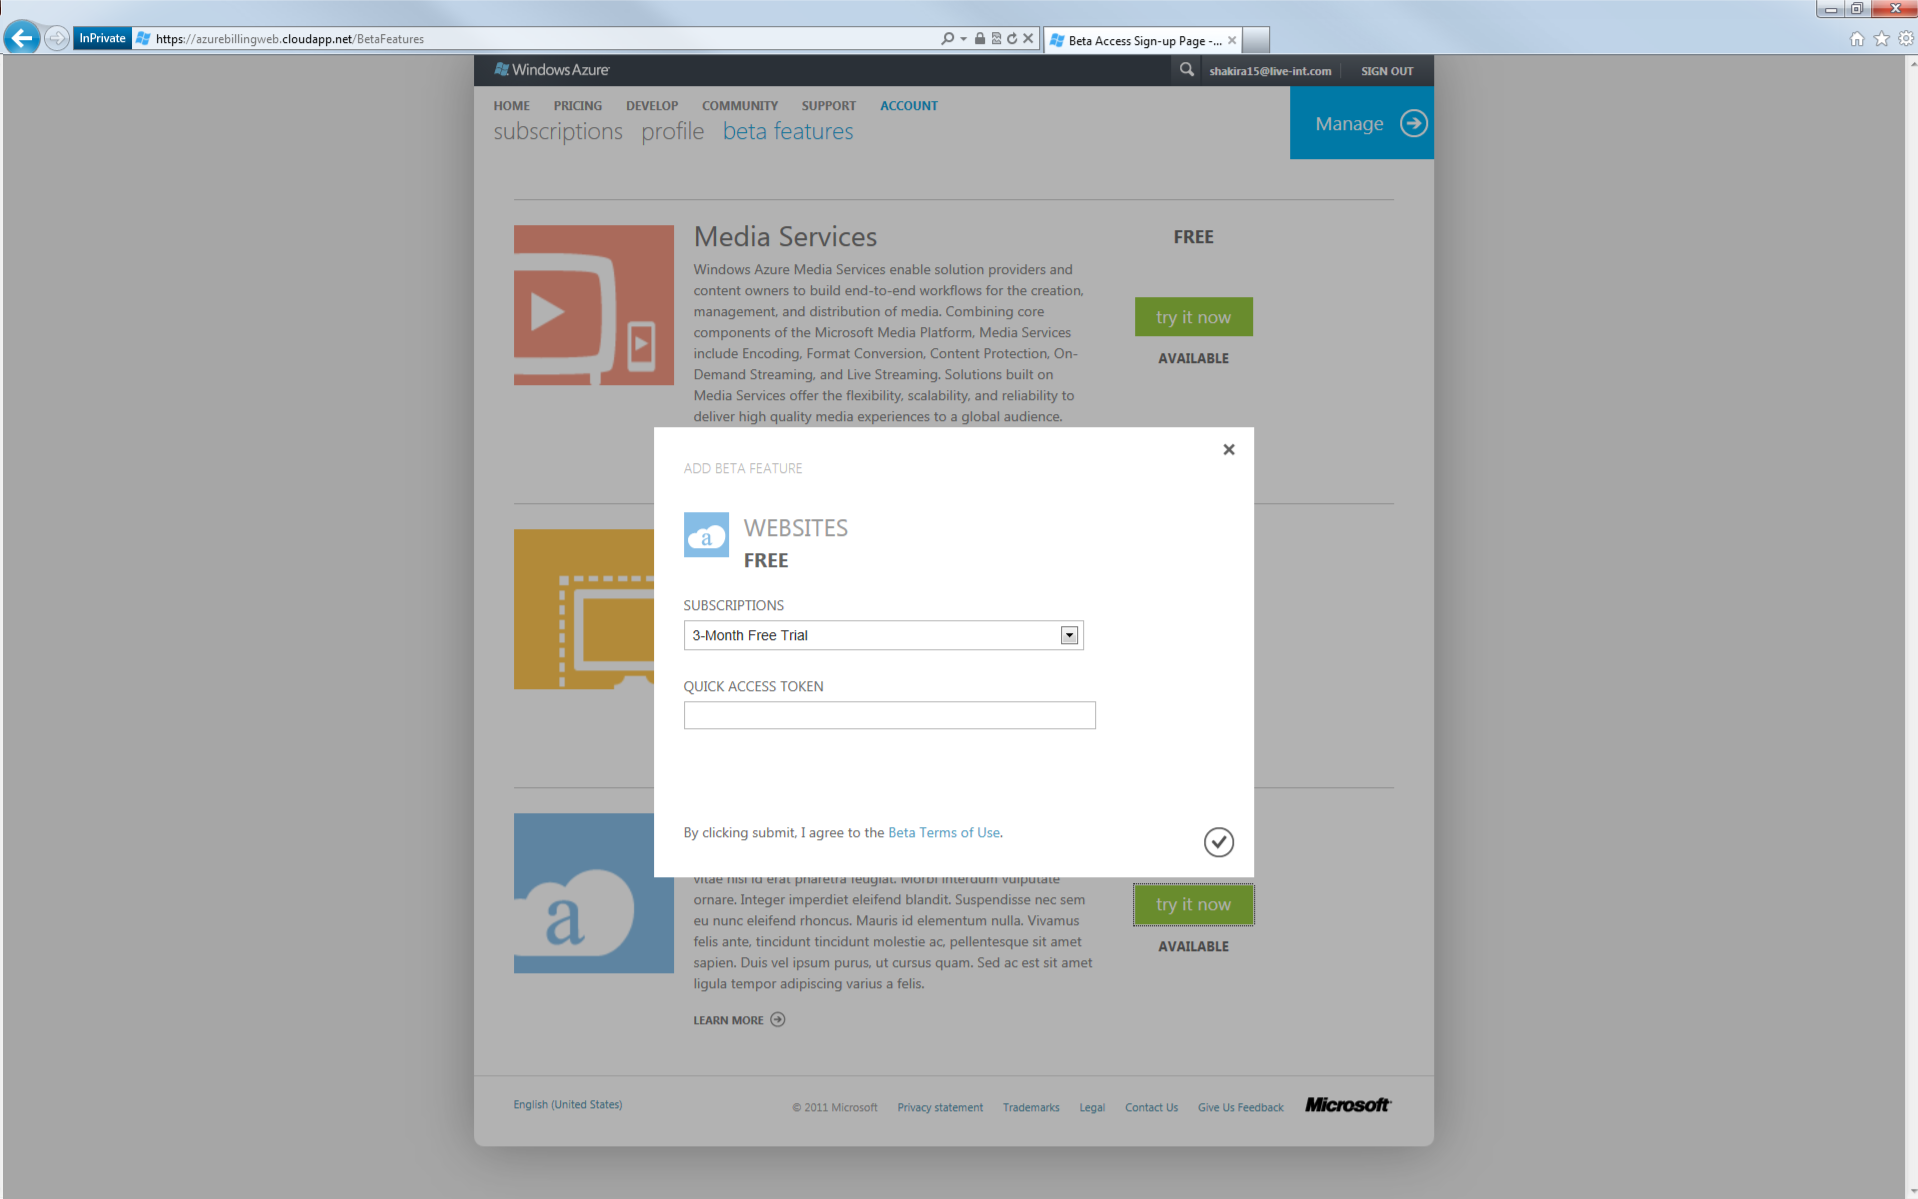 InPrivate
https://azurebillingweb.cloudapp.net/BetaFeatures
Beta Access Sign-up Page -...
Windows Azure
shakira15@live-int.com
SIGN OUT
HOME PRICING DEVELOP COMMUNITY SUPPORT ACCOUNT
subscriptions profile beta features
Manage
Media Services
FREE
Windows Azure Media Services enable solution providers and
content owners to build end-to-end workflows for the creation,
management, and distribution of media. Combining core
components of the Microsoft Media Platform, Media Services
include Encoding, Format Conversion, Content Protection, On-
Demand Streaming, and Live Streaming. Solutions built on
Media Services offer the flexibility, scalability, and reliability to
deliver high quality media experiences to a global audience.
try it now
AVAILABLE
ADD BETA FEATURE
a
WEBSITES
FREE
SUBSCRIPTIONS
3-Month Free Trial
QUICK ACCESS TOKEN
By clicking submit, I agree to the Beta Terms of Use.
a
vitae nisi id erat pharetra feugiat. Morbi interdum vulputate
ornare. Integer imperdiet eleifend blandit. Suspendisse nec sem
eu nunc eleifend rhoncus. Mauris id elementum nulla. Vivamus
felis ante, tincidunt tincidunt molestie ac, pellentesque sit amet
sapien. Duis vel ipsum purus, ut cursus quam. Sed ac est sit amet
ligula tempor adipiscing varius a felis.
try it now
AVAILABLE
LEARN MORE
English (United States)
© 2011 Microsoft Privacy statement Trademarks Legal Contact Us Give Us Feedback Microsoft